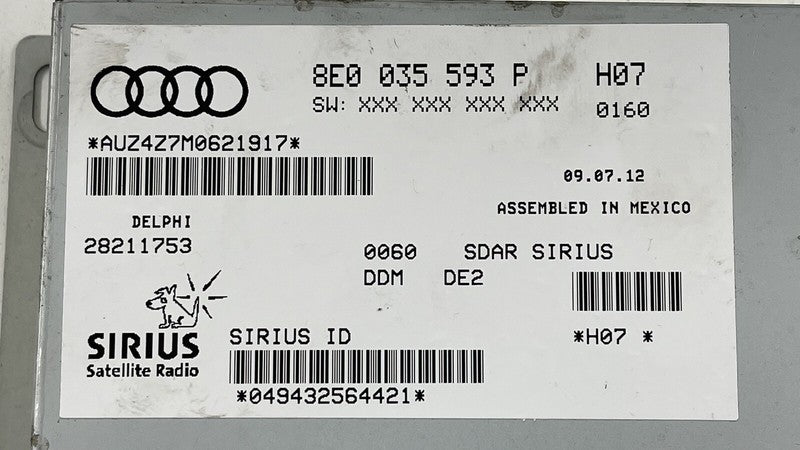 8E0 035 593 P H07
SW: XXX XXX XXX XXX 0160
*AUZ4Z7M0621917*
09.07.12
ASSEMBLED IN MEXICO
DELPHI
28211753
0060 SDAR SIRIUS
DDM DE2
SIRIUS
Satellite Radio
SIRIUS ID
*H07 *
*049432564421*